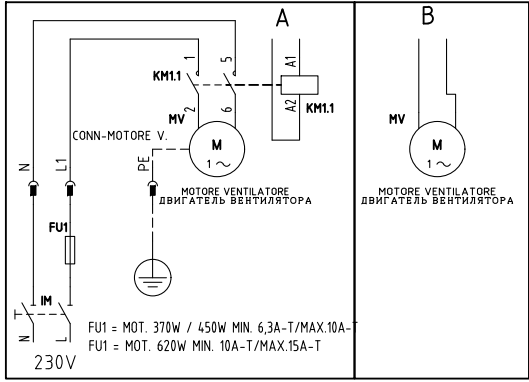 A
B
1
5
A1
KM1.1
A2
KM1.1
2
6
MV
CONN-MOTORE V.
M
1 ~
MV
M
1 ~
N
L1
PE
MOTORE VENTILATORE
ДВИГАТЕЛЬ ВЕНТИЛЯТОРА
MOTORE VENTILATORE
ДВИГАТЕЛЬ ВЕНТИЛЯТОРА
FU1
IM
N
L
FU1 = MOT. 370W / 450W MIN. 6,3A-T/MAX.10A-T
FU1 = MOT. 620W MIN. 10A-T/MAX.15A-T
230V